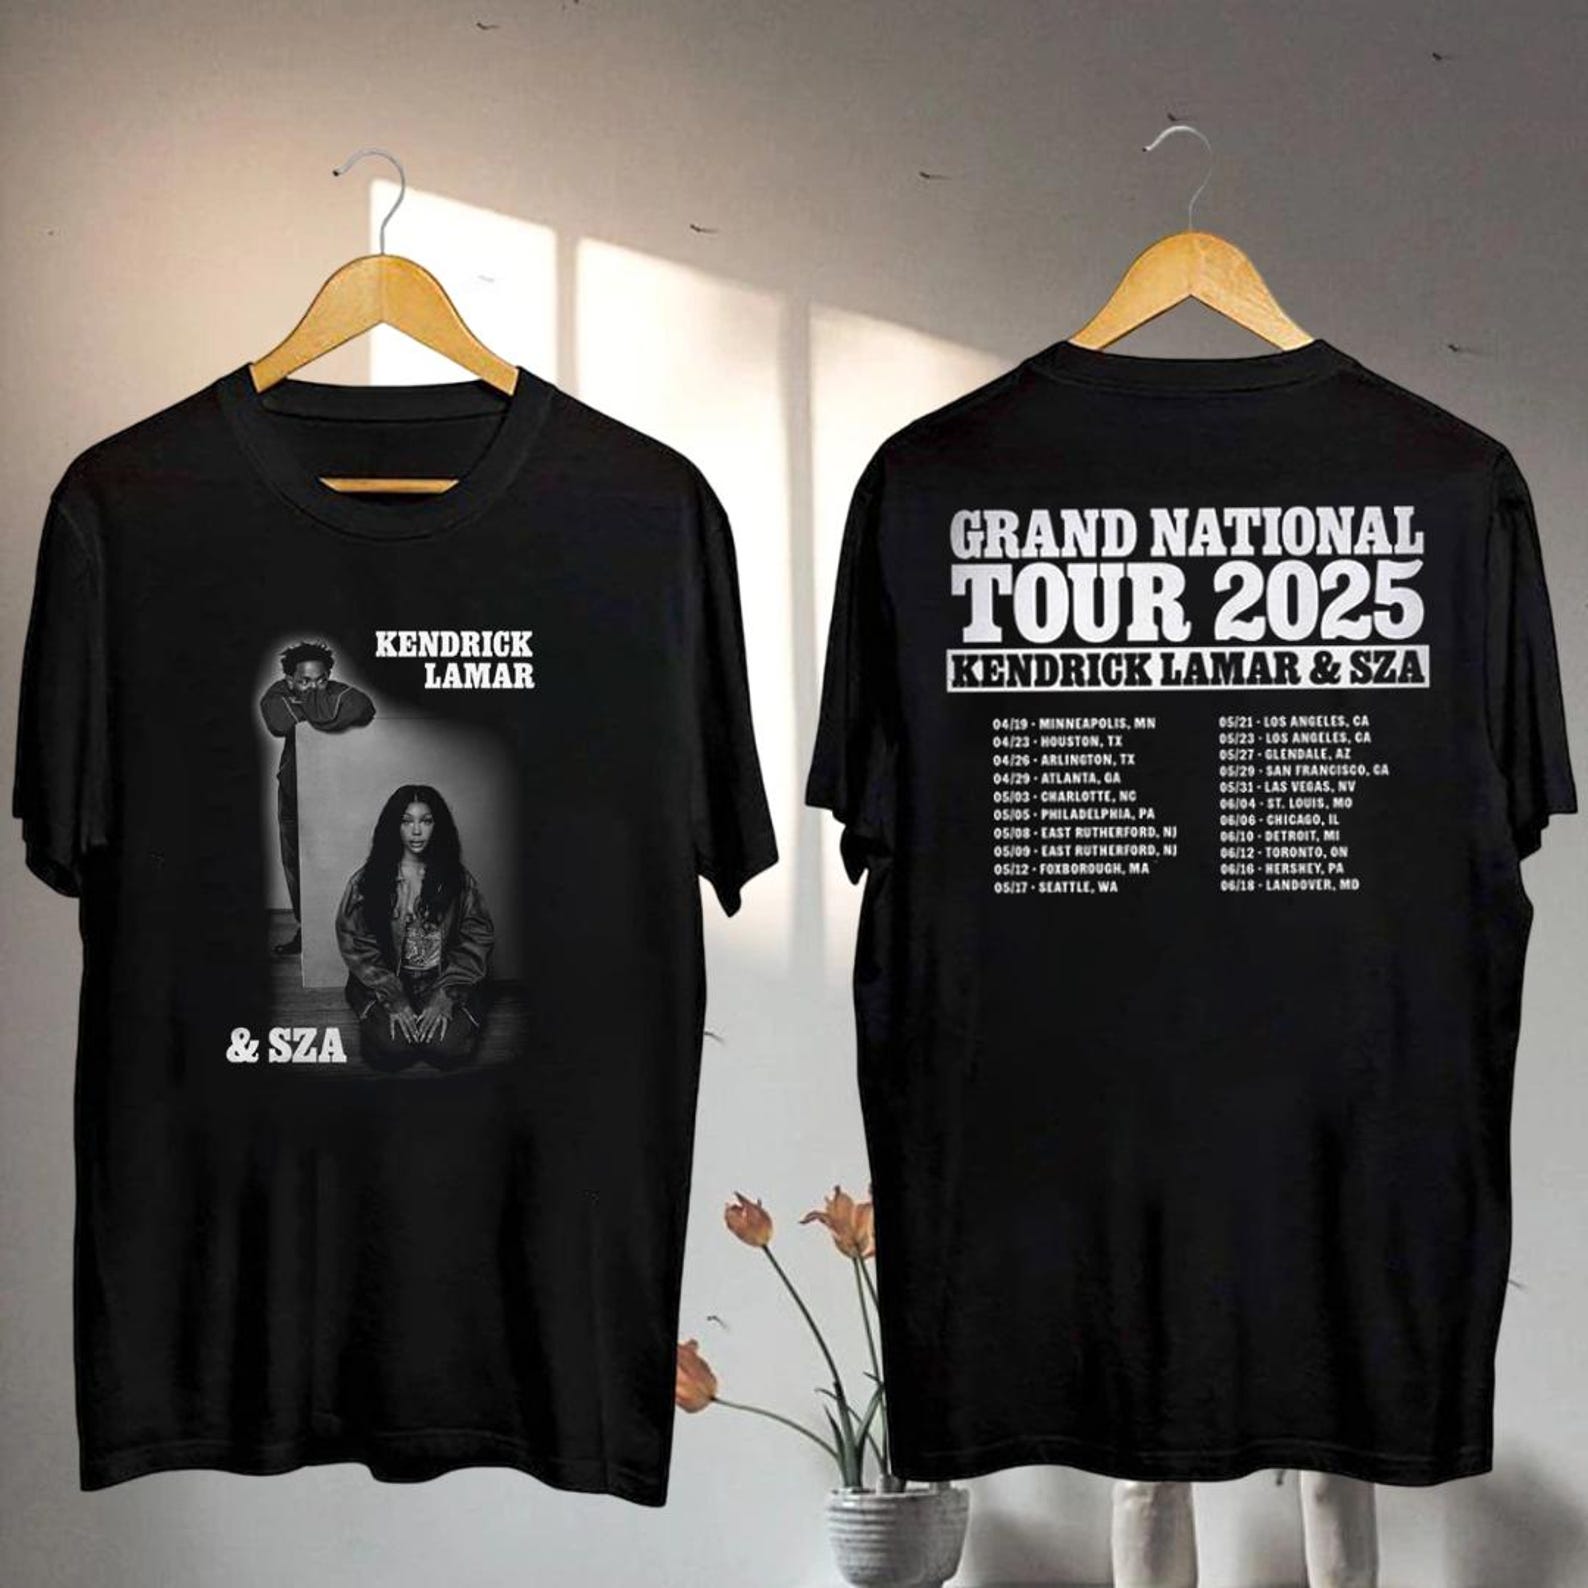 KENDRICK
LAMAR
& SZA
GRAND NATIONAL
TOUR 2025
KENDRICK LAMAR & SZA
04/19 · MINNEAPOLIS, MN
04/23 · HOUSTON, TX
04/26 · ARLINGTON, TX
04/29 · ATLANTA, GA
05/03 · CHARLOTTE, NC
05/05 · PHILADELPHIA, PA
05/08 · EAST RUTHERFORD, NJ
05/09 · EAST RUTHERFORD, NJ
05/12 · FOXBOROUGH, MA
05/17 · SEATTLE, WA
05/21 · LOS ANGELES, CA
05/23 · LOS ANGELES, CA
05/27 · GLENDALE, AZ
05/29 · SAN FRANCISCO, CA
05/31 · LAS VEGAS, NV
06/04 · ST. LOUIS, MO
06/06 · CHICAGO, IL
06/10 · DETROIT, MI
06/12 · TORONTO, ON
06/16 · HERSHEY, PA
06/18 · LANDOVER, MD